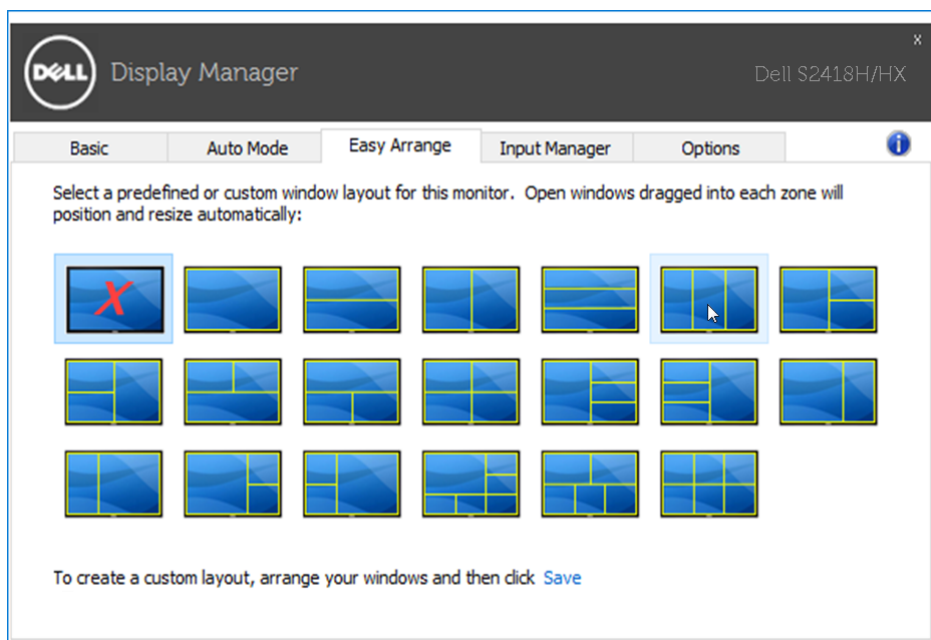 x
DELL Display Manager
Dell S2418H/HX
Basic Auto Mode Easy Arrange Input Manager Options
Select a predefined or custom window layout for this monitor. Open windows dragged into each zone will
position and resize automatically:
X
To create a custom layout, arrange your windows and then click Save